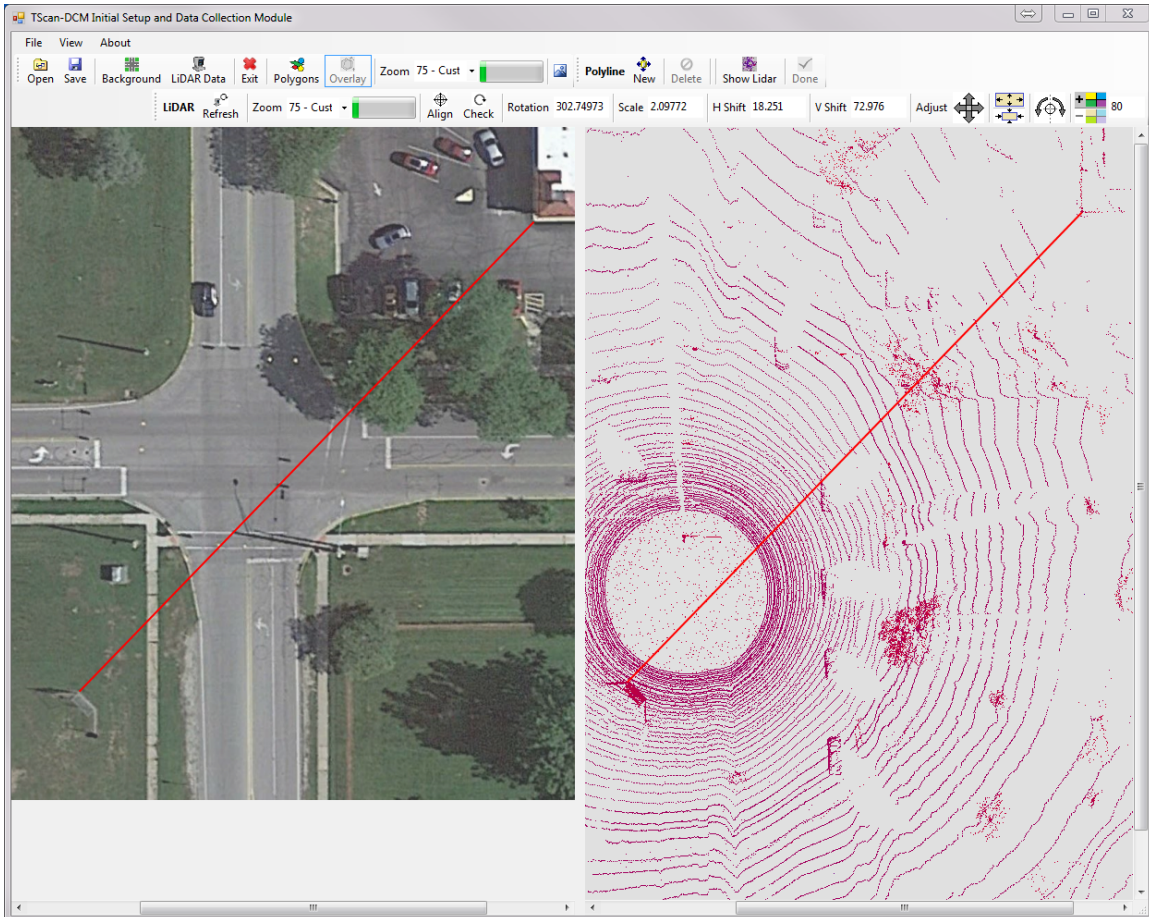 TScan-DCM Initial Setup and Data Collection Module
File View About
Open Save Background LiDAR Data Exit Polygons Overlay Zoom 75 - Cust Polyline New Delete Show Lidar Done
LiDAR Refresh Zoom 75 - Cust Align Check Rotation 302.74973 Scale 2.09772 H Shift 18.251 V Shift 72.976 Adjust 80